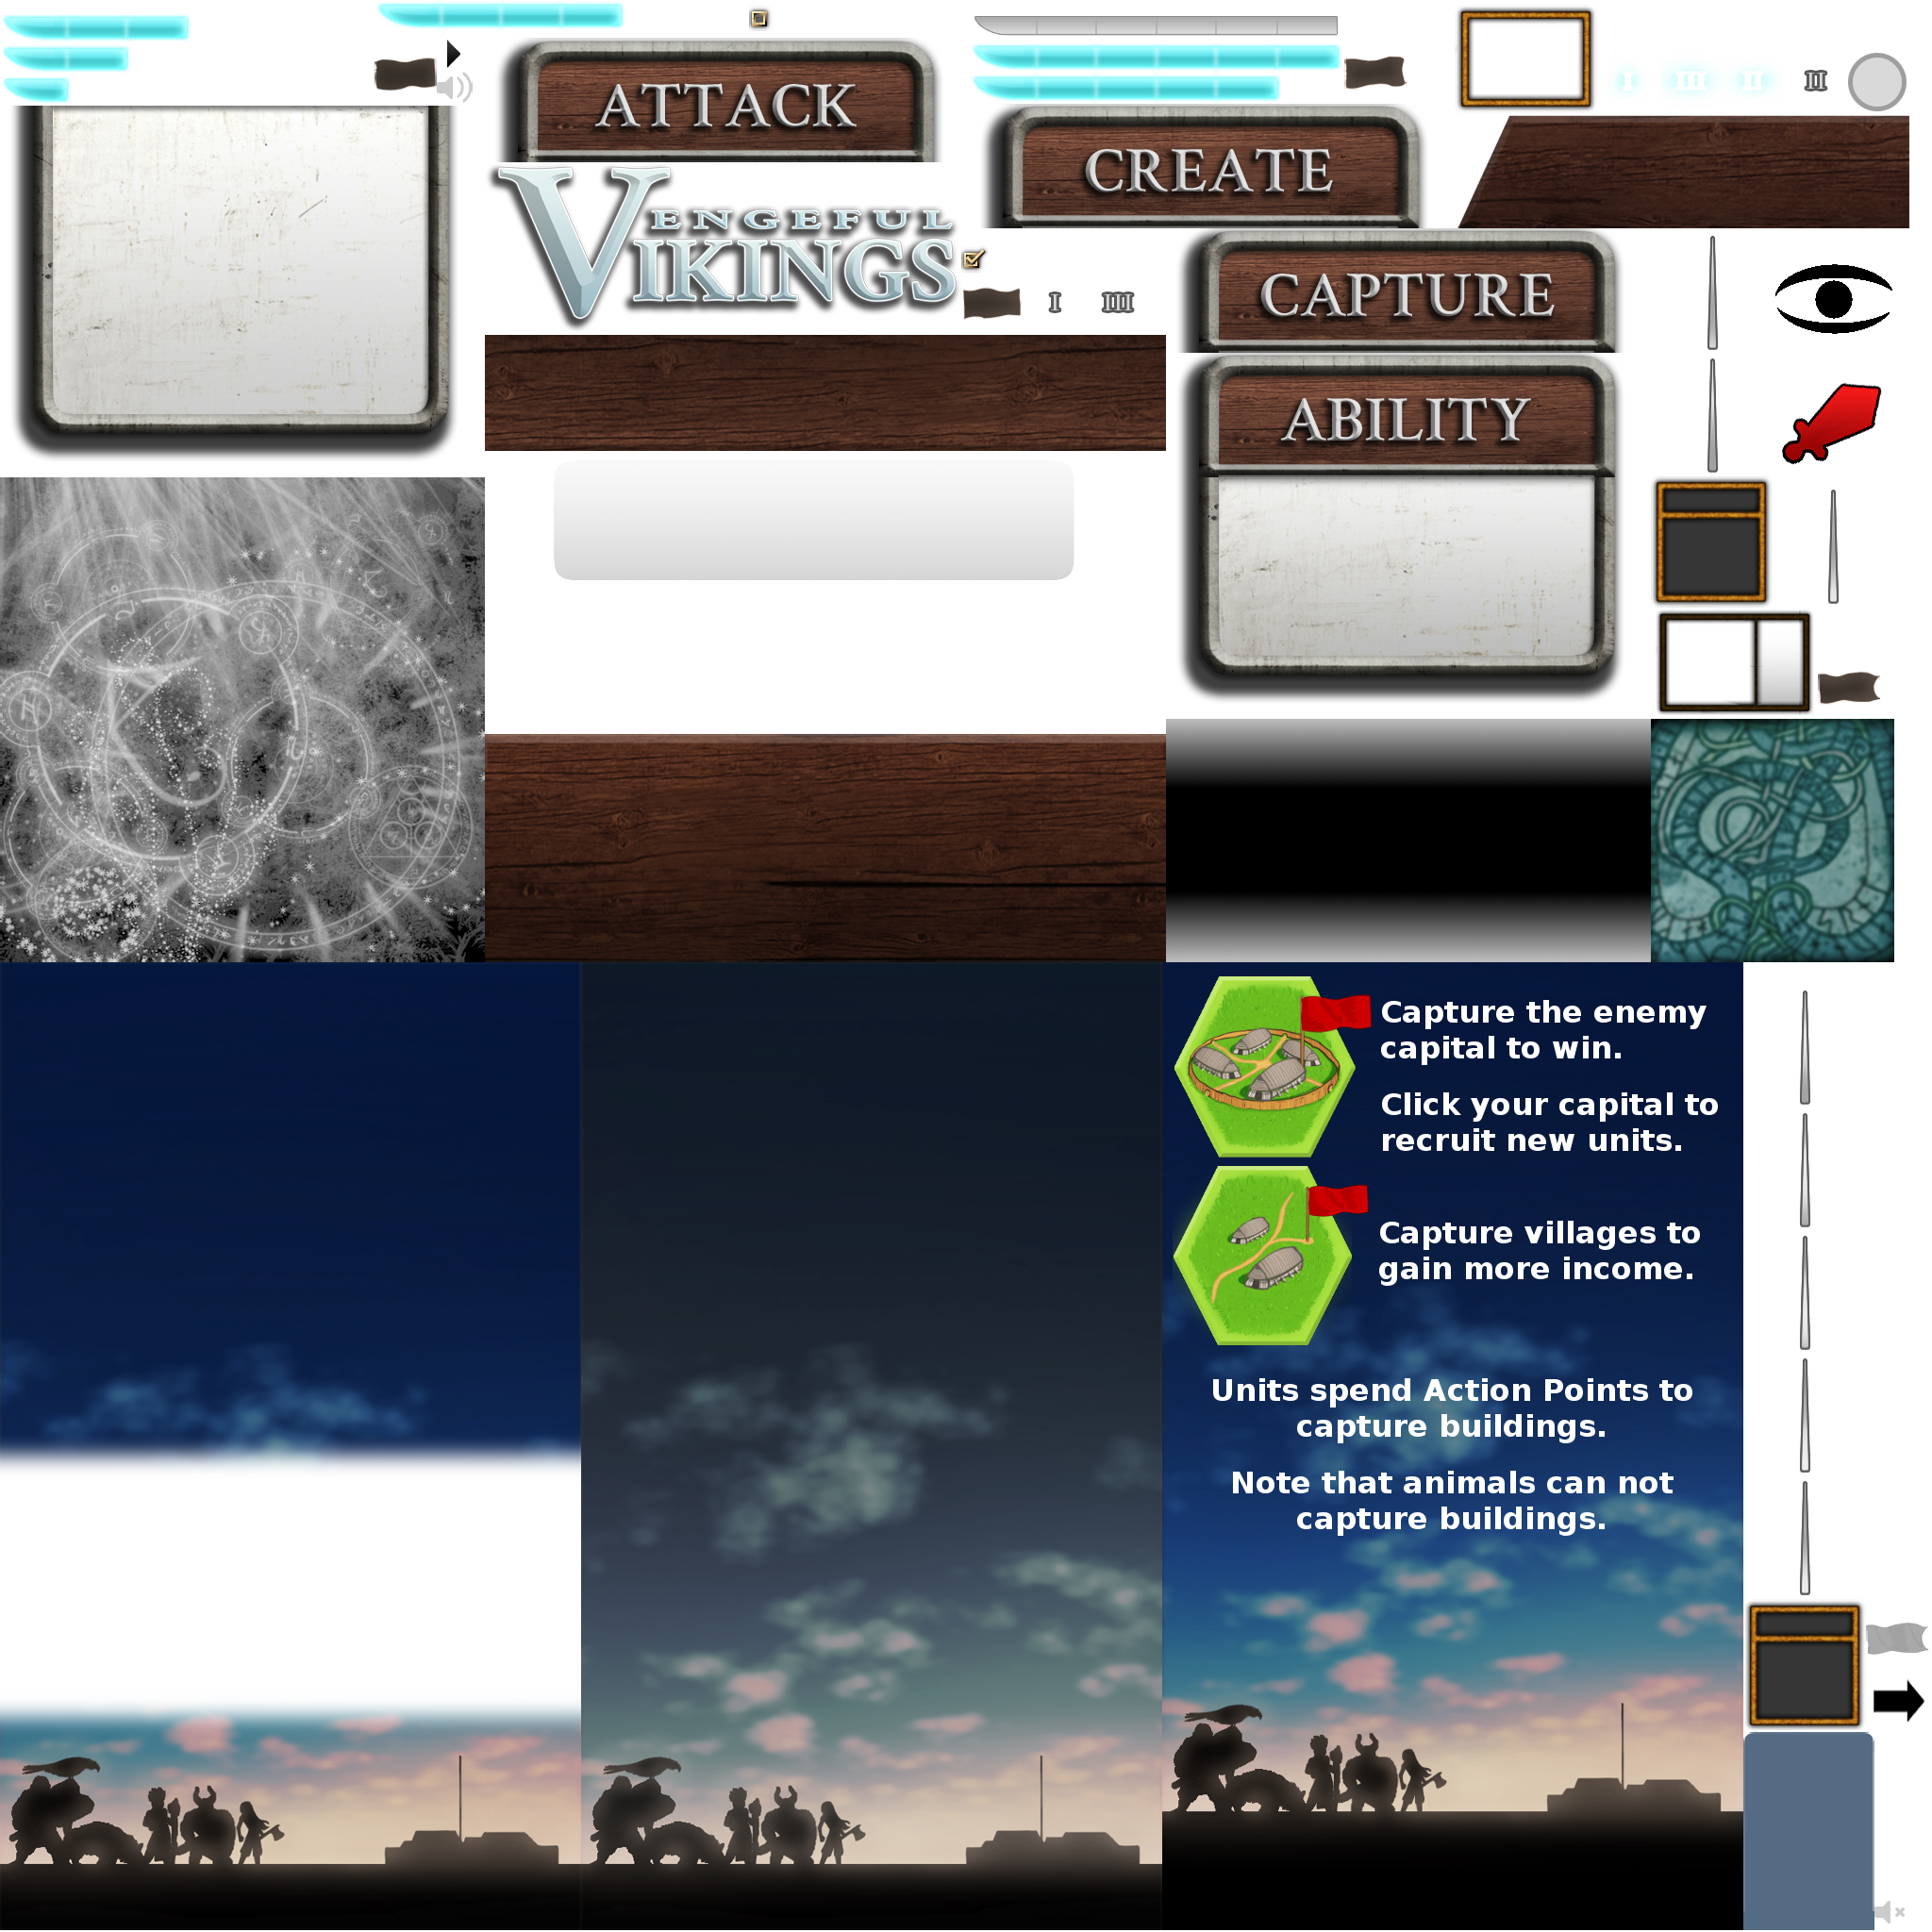 ATTACK
CREATE
VENGEFUL
VIKINGS
I III II II
I III
CAPTURE
ABILITY
Capture the enemy
capital to win.
Click your capital to
recruit new units.
Capture villages to
gain more income.
Units spend Action Points to
capture buildings.
Note that animals can not
capture buildings.